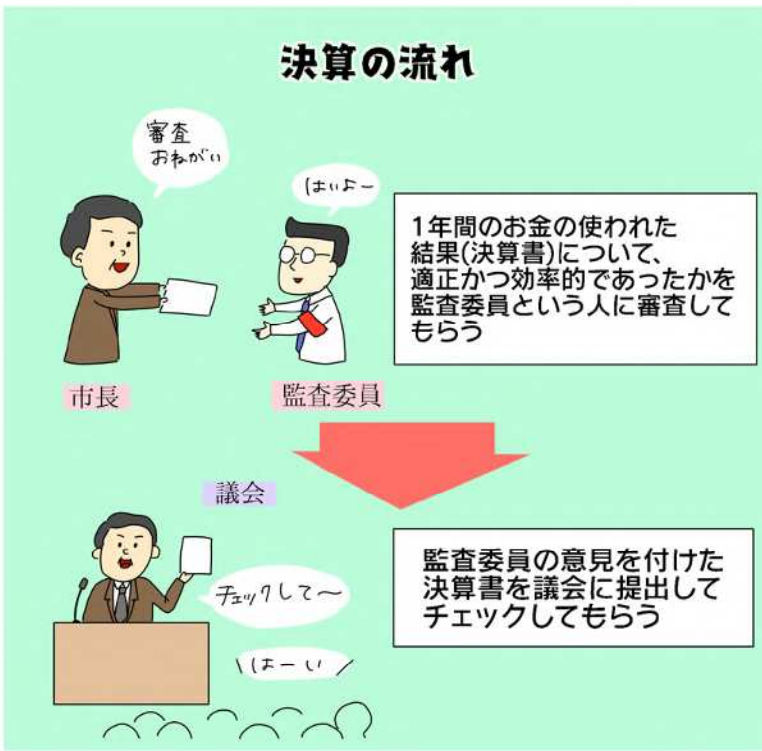 決算の流れ
審査
おねがい
はいよー
1年間のお金の使われた
結果(決算書)について、
適正かつ効率的であったかを
監査委員という人に審査して
もらう
市長
監査委員
議会
チェックして〜
はーい
監査委員の意見を付けた
決算書を議会に提出して
チェックしてもらう